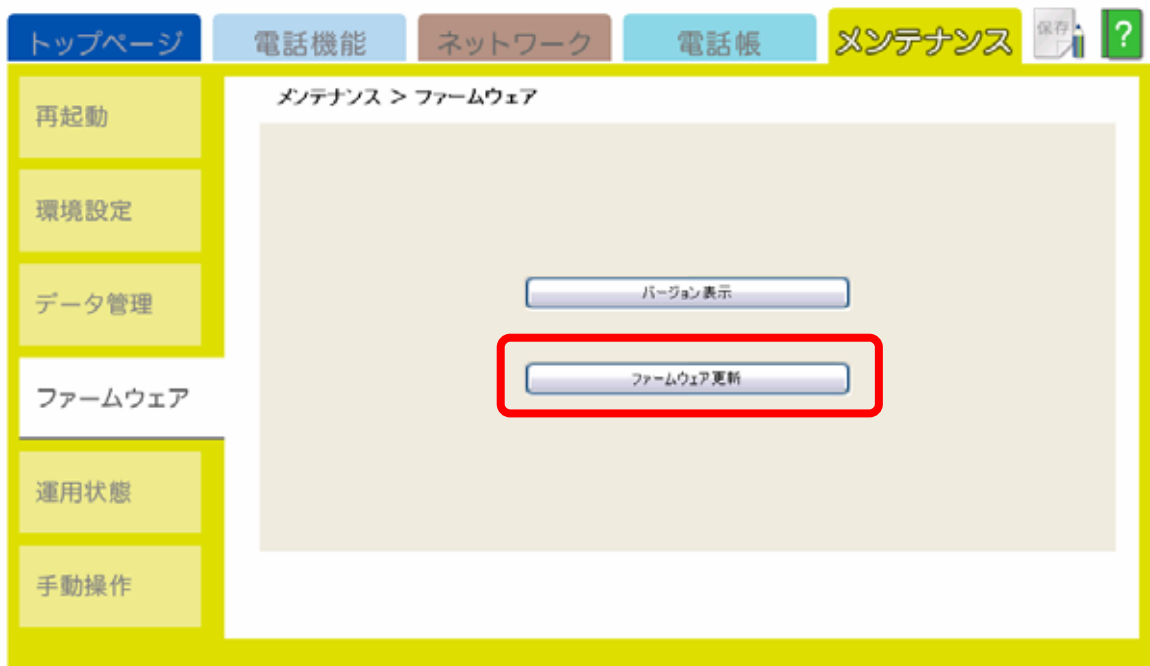 トップページ 電話機能 ネットワーク 電話帳 メンテナンス 保存 ?
メンテナンス > ファームウェア
再起動
環境設定
データ管理
ファームウェア
運用状態
手動操作
バージョン表示
ファームウェア更新